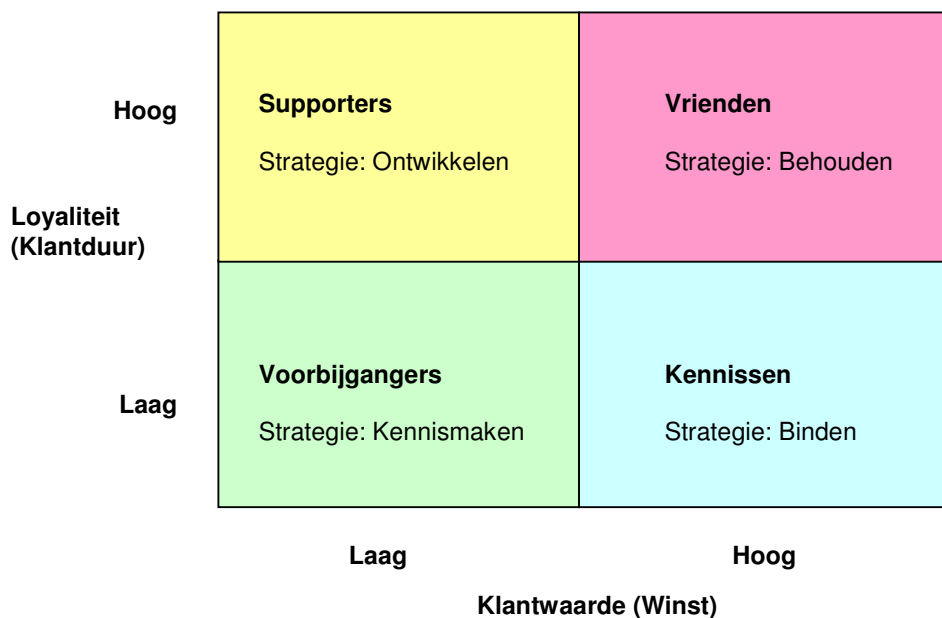 Hoog
Supporters
Strategie: Ontwikkelen
Vrienden
Strategie: Behouden
Loyaliteit
(Klantduur)
Laag
Voorbijgangers
Strategie: Kennismaken
Kennissen
Strategie: Binden
Laag
Hoog
Klantwaarde (Winst)